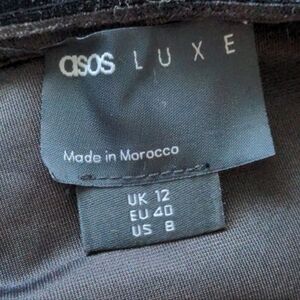 asos LUXE
Made in Morocco
UK 12
EU 40
US 8